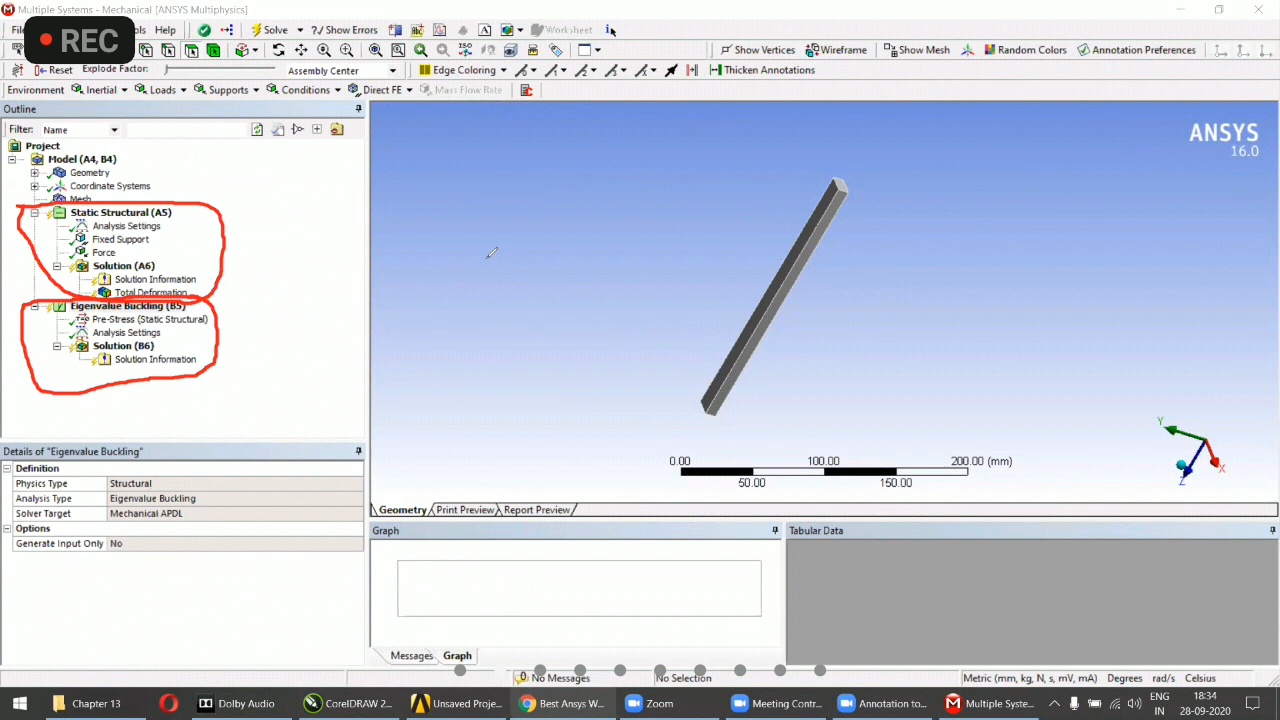 Multiple Systems - Mechanical [ANSYS Multiphysics]
REC
Help
Solve
?/ Show Errors
Worksheet
Show Vertices
Wireframe
Show Mesh
Random Colors
Annotation Preferences
Reset
Explode Factor:
Assembly Center
Edge Coloring
Thicken Annotations
Environment
Inertial
Loads
Supports
Conditions
Direct FE
Mass Flow Rate
Outline
Filter: Name
Project
Model (A4, B4)
Geometry
Coordinate Systems
Mesh
Static Structural (A5)
Analysis Settings
Fixed Support
Force
Solution (A6)
Solution Information
Total Deformation
Eigenvalue Buckling (B5)
Pre-Stress (Static Structural)
Analysis Settings
Solution (B6)
Solution Information
ANSYS
16.0
Y
X
Z
0.00
100.00
200.00 (mm)
50.00
150.00
Geometry
Print Preview
Report Preview
Details of "Eigenvalue Buckling"
Definition
Physics Type Structural
Analysis Type Eigenvalue Buckling
Solver Target Mechanical APDL
Options
Generate Input Only No
Graph
Tabular Data
Messages
Graph
0 No Messages
No Selection
Metric (mm, kg, N, s, mV, mA)
Degrees
rad/s
Celsius
Chapter 13
Dolby Audio
CorelDRAW 2...
Unsaved Proje...
Best Ansys W...
Zoom
Meeting Contr...
Annotation to...
Multiple Syste...
ENG
IN
18:34
28-09-2020